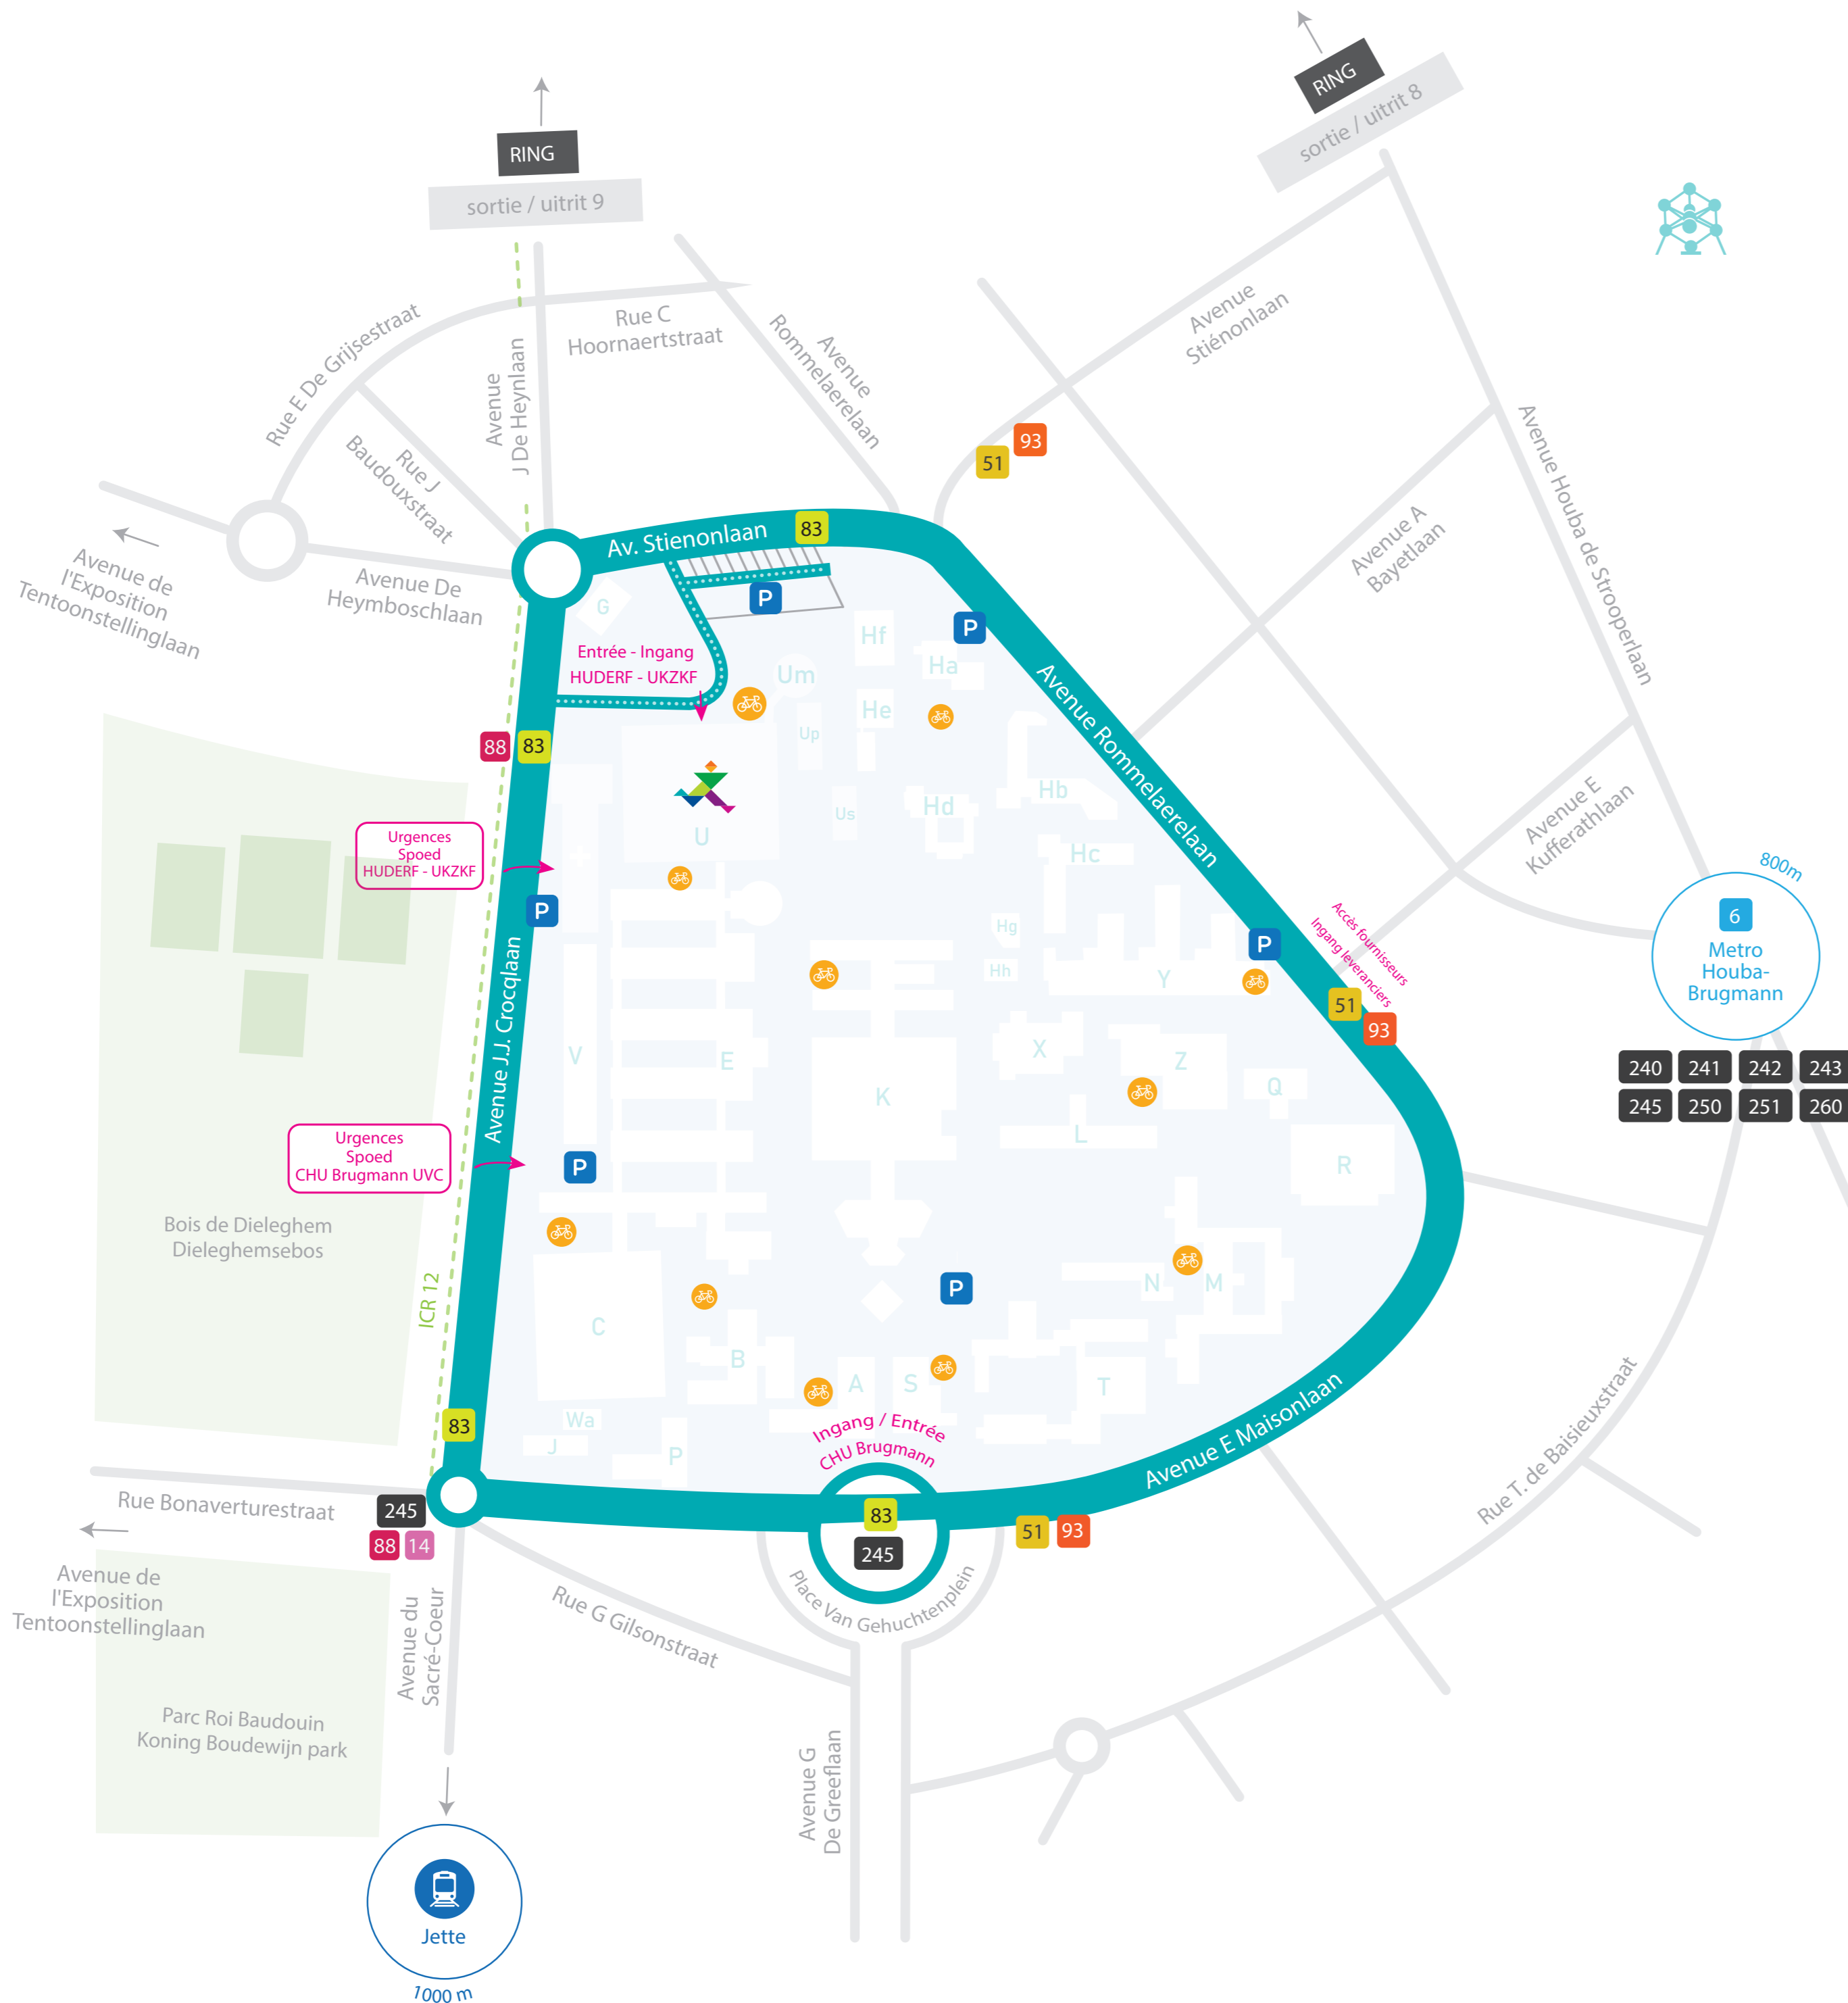 RING
sortie / uitrit 8
RING
sortie / uitrit 9
Rue C
Hoornaertstraat
Avenue
Rommelaerelaan
Avenue
Stiénonlaan
Rue E De Grijsestraat
Avenue
J De Heynlaan
Rue J
Baudouxstraat
93
51
Avenue Houba de Strooperlaan
Avenue A
Bayetlaan
Avenue de
l'Exposition
Tentoonstellinglaan
Avenue De
Heymboschlaan
Av. Stienonlaan
83
G
P
P
Entrée - Ingang
HUDERF - UKZKF
Um
Hf
Ha
He
Up
Avenue Rommelaerelaan
88
83
U
Us
Hd
Hb
Hc
Avenue E
Kufferathlaan
Urgences
Spoed
HUDERF - UKZKF
P
Hg
Hh
Y
P
Accès fournisseurs
Ingang leveranciers
800m
6
Metro
Houba-
Brugmann
51
93
240 241 242 243
245 250 251 260
Avenue J.J. Crocqlaan
V
E
K
X
Z
Q
L
R
Urgences
Spoed
CHU Brugmann UVC
P
Bois de Dieleghem
Dieleghemsebos
ICR 12
C
P
N
M
B
A
S
T
Wa
J
P
83
Ingang / Entrée
CHU Brugmann
Avenue E Maisonlaan
Rue T. de Baisieuxstraat
Rue Bonaverturestraat
245
88 14
83
245
51 93
Place Van Gehuchtenplein
Avenue de
l'Exposition
Tentoonstellinglaan
Avenue du
Sacré-Coeur
Rue G Gilsonstraat
Parc Roi Baudouin
Koning Boudewijn park
Avenue G
De Greeflaan
Jette
1000 m